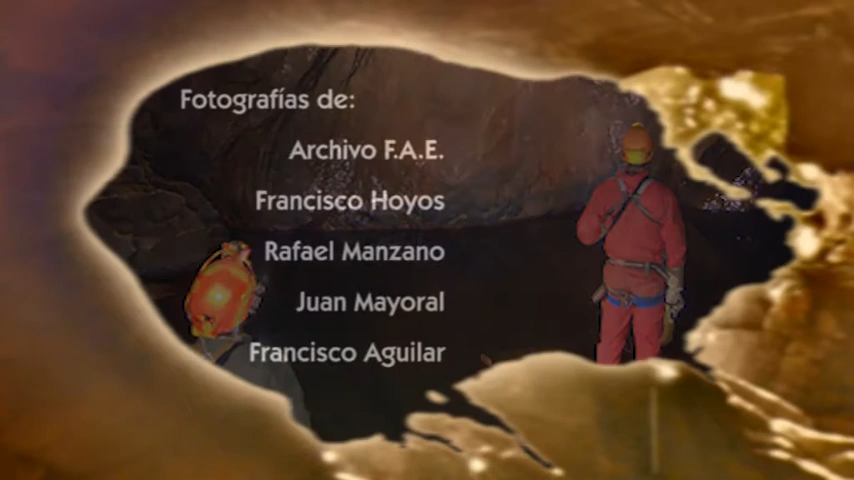 Fotografías de:
Archivo F.A.E.
Francisco Hoyos
Rafael Manzano
Juan Mayoral
Francisco Aguilar